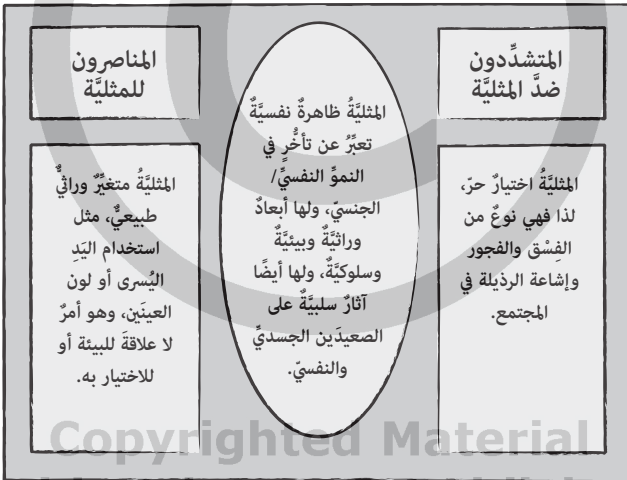 المتشدِّدون
ضدَّ المثليَّة
المثليَّةُ اختيارٌ حرّ،
لذا فهي نوعٌ من
الفِسْق والفجور
وإشاعة الرذيلة في
المجتمع.
المثليَّةُ ظاهرةٌ نفسيَّةٌ
تعبِّرُ عن تأخُّرٍ في
النموِّ النفسيِّ/
الجنسيّ، ولها أبعادٌ
وراثيَّةٌ وبيئيَّةٌ
وسلوكيَّةٌ، ولها أيضًا
آثارٌ سلبيَّةٌ على
الصعيدَين الجسديِّ
والنفسيّ.
المناصرون
للمثليَّة
المثليَّةُ متغيِّرٌ وراثيٌّ
طبيعيٌّ، مثل
استخدام اليَدِ
اليُسرى أو لون
العينَين، وهو أمرٌ
لا علاقةَ للبيئة أو
للاختيار به.
Copyrighted Material